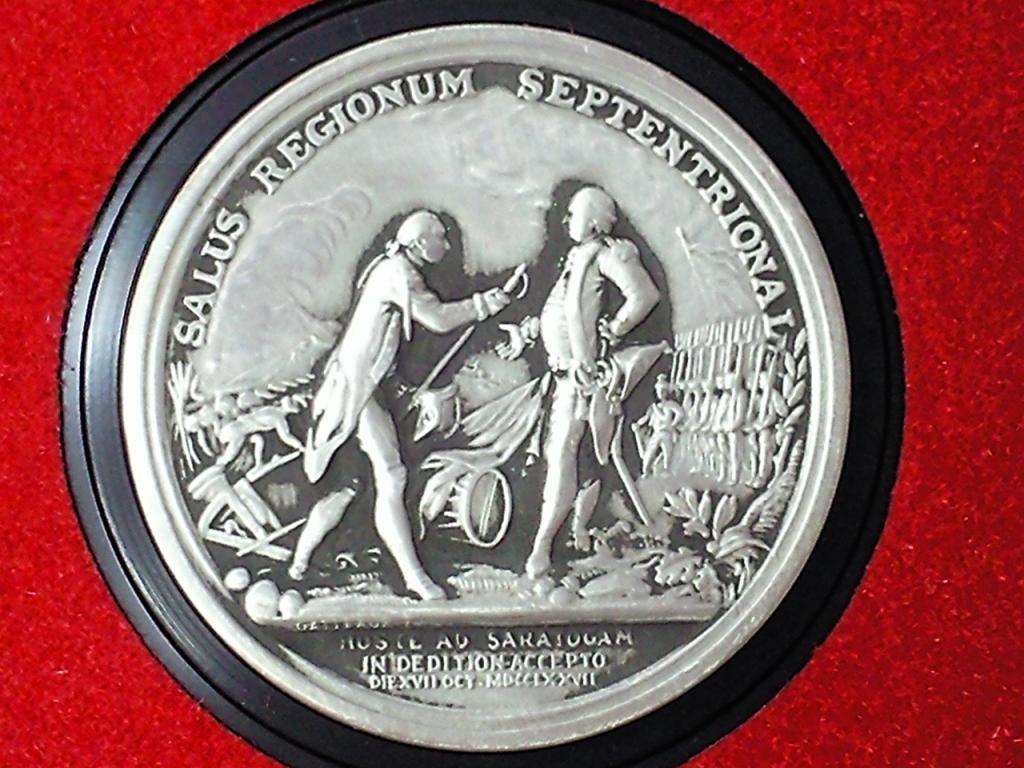 SALUS REGIONUM SEPTENTRIONAL
HOSTE AD SARATOGAM
IN DEDITION·ACCEPTO
DIE XVII OCT·MDCCLXXVII